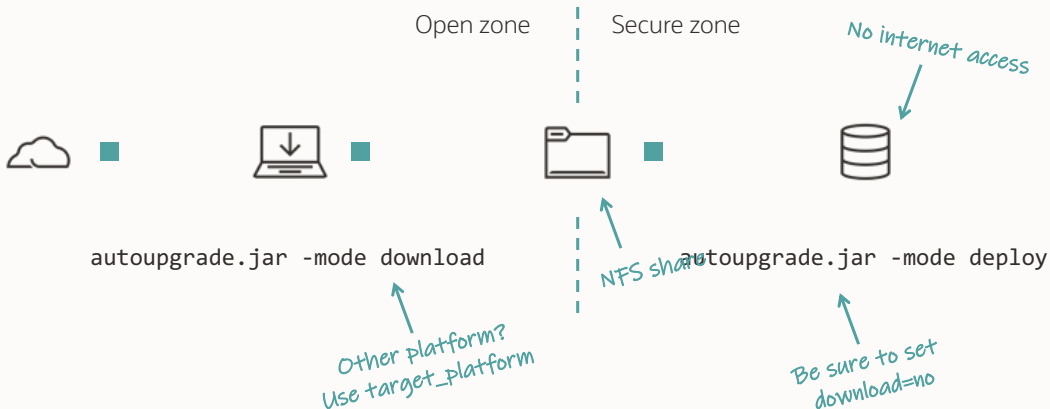 Open zone
Secure zone
No internet access
autoupgrade.jar -mode download
NFS share
autoupgrade.jar -mode deploy
Other platform?
Use target_platform
Be sure to set
download=no